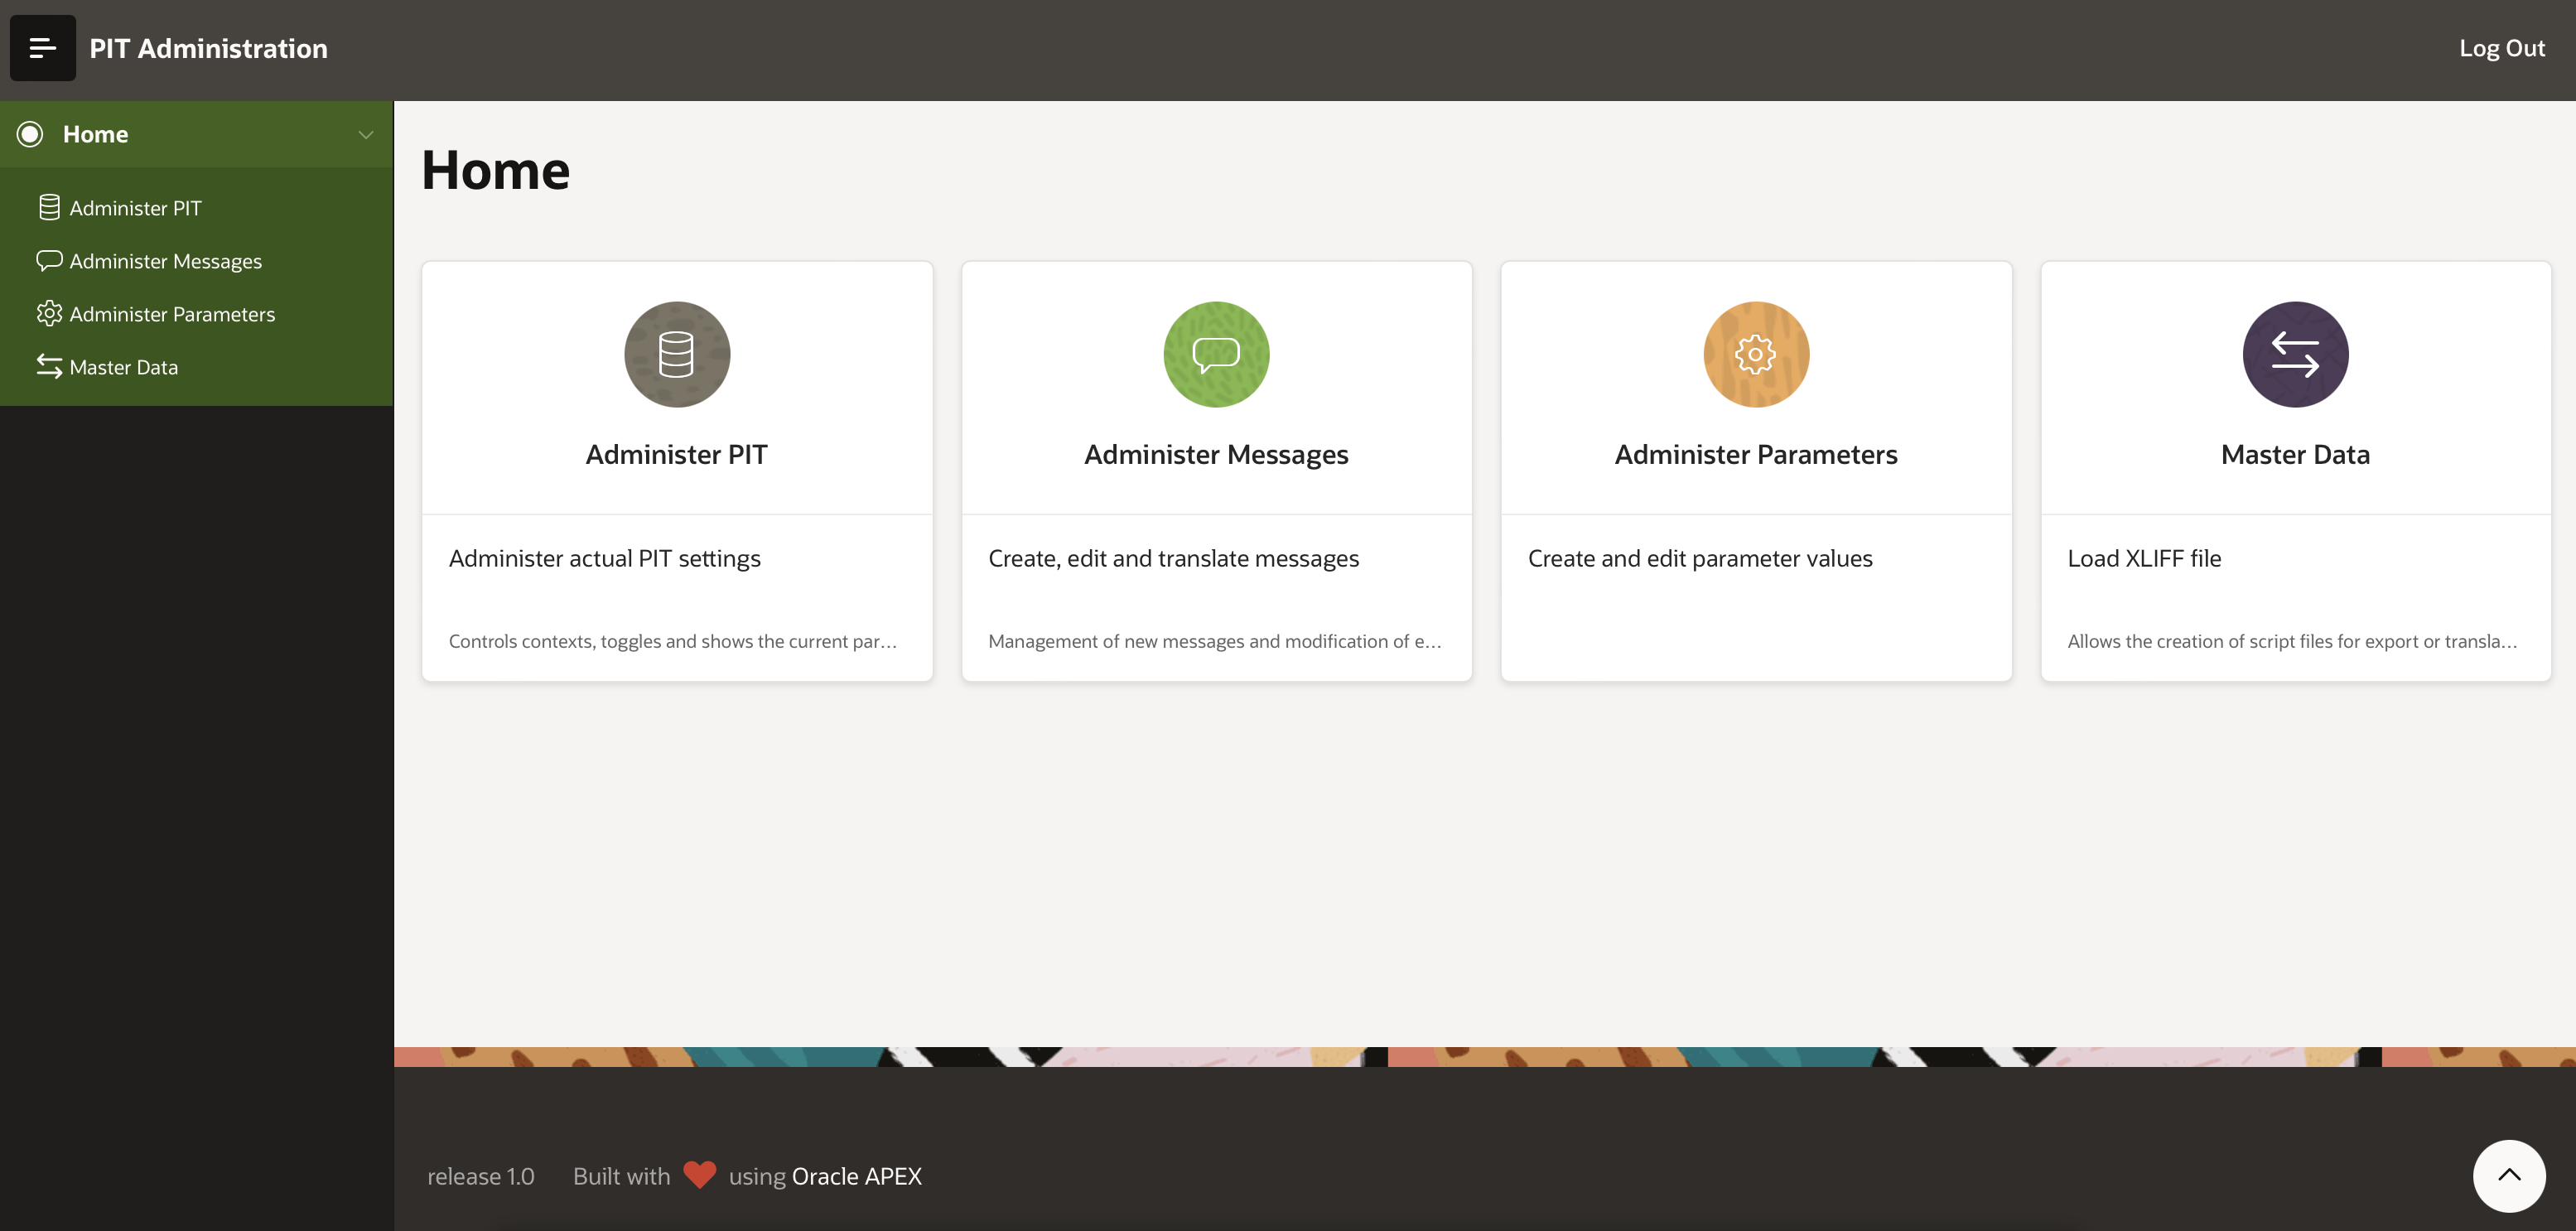 PIT Administration
Log Out
Home
Administer PIT
Administer Messages
Administer Parameters
Master Data
Home
Administer PIT
Administer actual PIT settings
Controls contexts, toggles and shows the current par...
Administer Messages
Create, edit and translate messages
Management of new messages and modification of e...
Administer Parameters
Create and edit parameter values
Master Data
Load XLIFF file
Allows the creation of script files for export or transla...
release 1.0
Built with ❤ using Oracle APEX